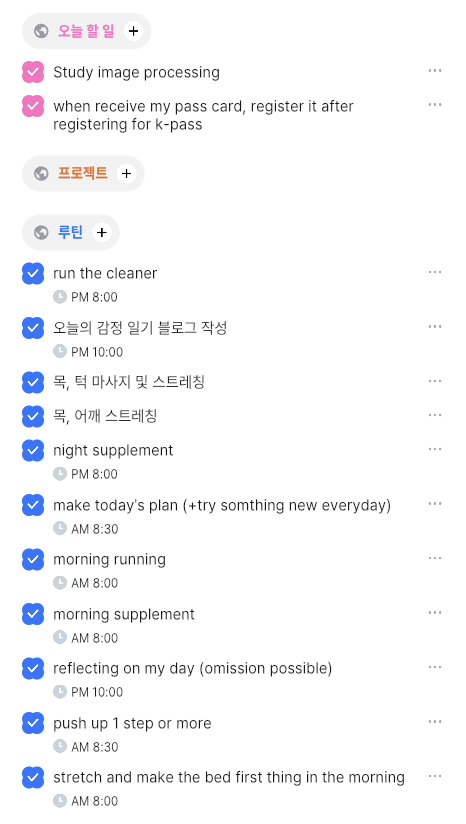 오늘 할 일 +
Study image processing
when receive my pass card, register it after
registering for k-pass
프로젝트 +
루틴 +
run the cleaner
PM 8:00
오늘의 감정 일기 블로그 작성
PM 10:00
목, 턱 마사지 및 스트레칭
목, 어깨 스트레칭
night supplement
PM 8:00
make today's plan (+try somthing new everyday)
AM 8:30
morning running
AM 8:00
morning supplement
AM 8:00
reflecting on my day (omission possible)
PM 10:00
push up 1 step or more
AM 8:30
stretch and make the bed first thing in the morning
AM 8:00